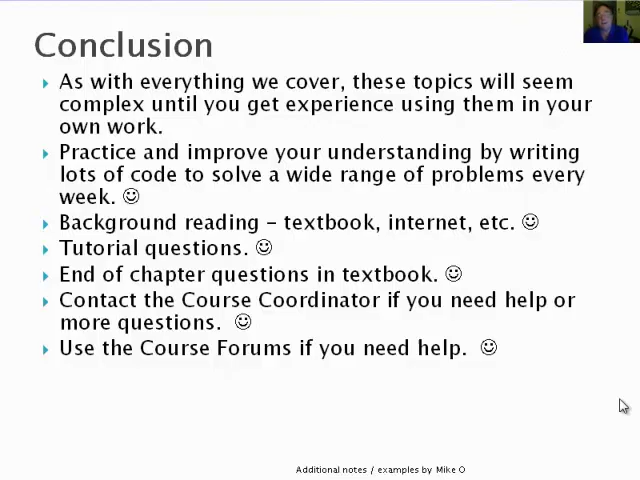 Conclusion
As with everything we cover, these topics will seem
complex until you get experience using them in your
own work.
Practice and improve your understanding by writing
lots of code to solve a wide range of problems every
week. ☺
Background reading – textbook, internet, etc. ☺
Tutorial questions. ☺
End of chapter questions in textbook. ☺
Contact the Course Coordinator if you need help or
more questions. ☺
Use the Course Forums if you need help. ☺
Additional notes / examples by Mike O